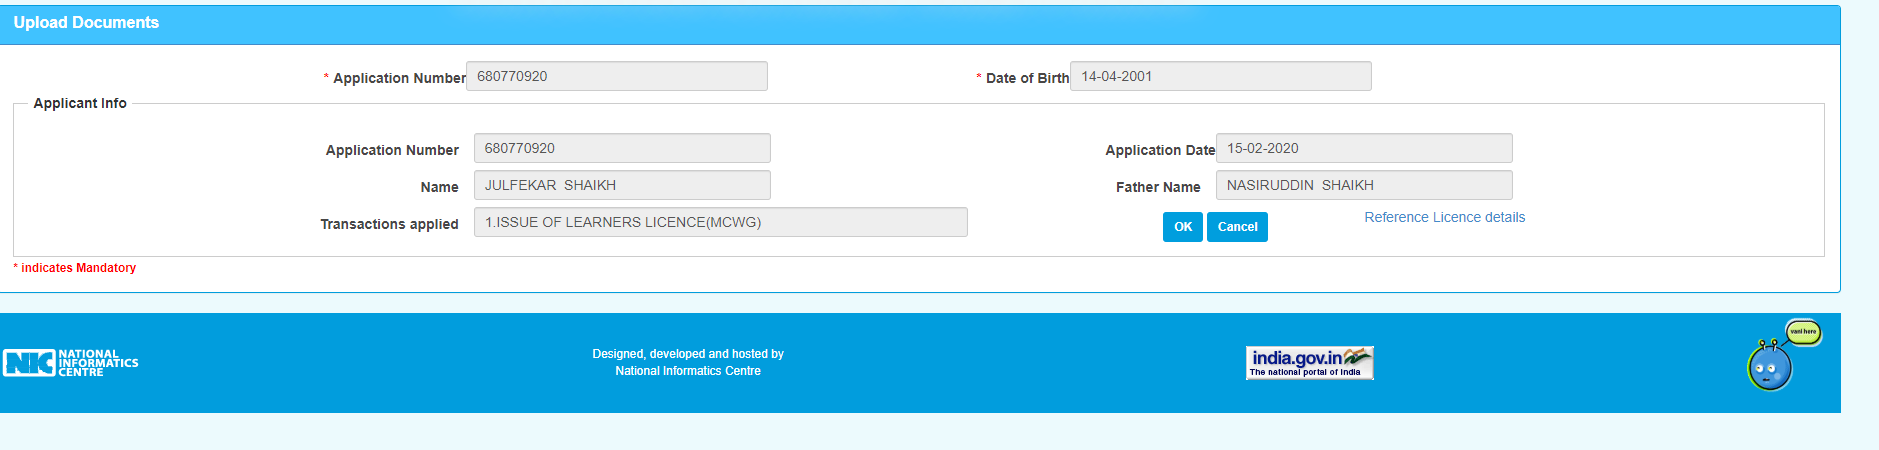 Upload Documents
* Application Number 680770920 * Date of Birth 14-04-2001
Applicant Info
Application Number 680770920 Application Date 15-02-2020
Name JULFEKAR SHAIKH Father Name NASIRUDDIN SHAIKH
Transactions applied 1.ISSUE OF LEARNERS LICENCE(MCWG) OK Cancel Reference Licence details
* indicates Mandatory
vani here
NIC NATIONAL
INFORMATICS
CENTRE
Designed, developed and hosted by
National Informatics Centre
india.gov.in
The national portal of india